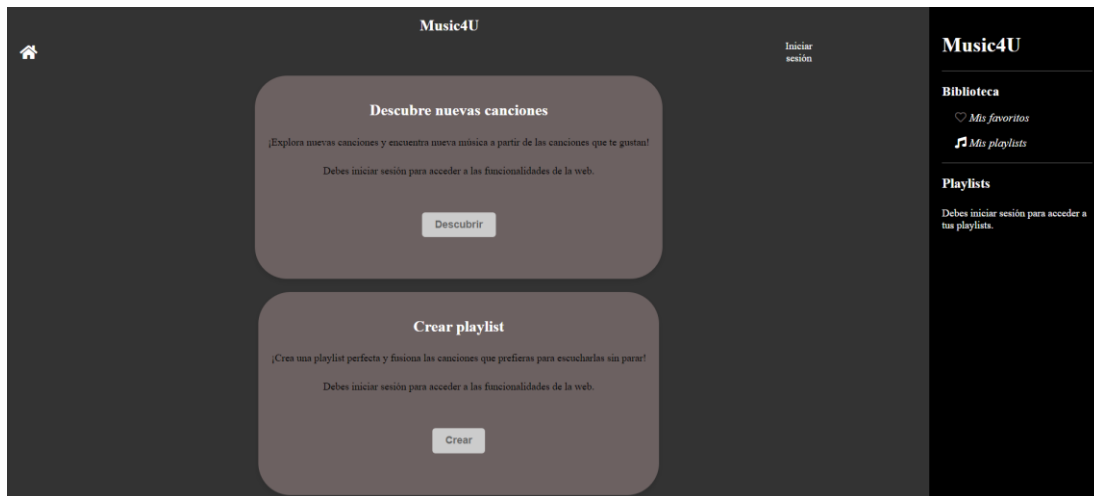 Music4U
Iniciar
sesión
Descubre nuevas canciones
¡Explora nuevas canciones y encuentra nueva música a partir de las canciones que te gustan!
Debes iniciar sesión para acceder a las funcionalidades de la web.
Descubrir
Crear playlist
¡Crea una playlist perfecta y fusiona las canciones que prefieras para escucharlas sin parar!
Debes iniciar sesión para acceder a las funcionalidades de la web.
Crear
Music4U
Biblioteca
Mis favoritos
Mis playlists
Playlists
Debes iniciar sesión para acceder a
tus playlists.